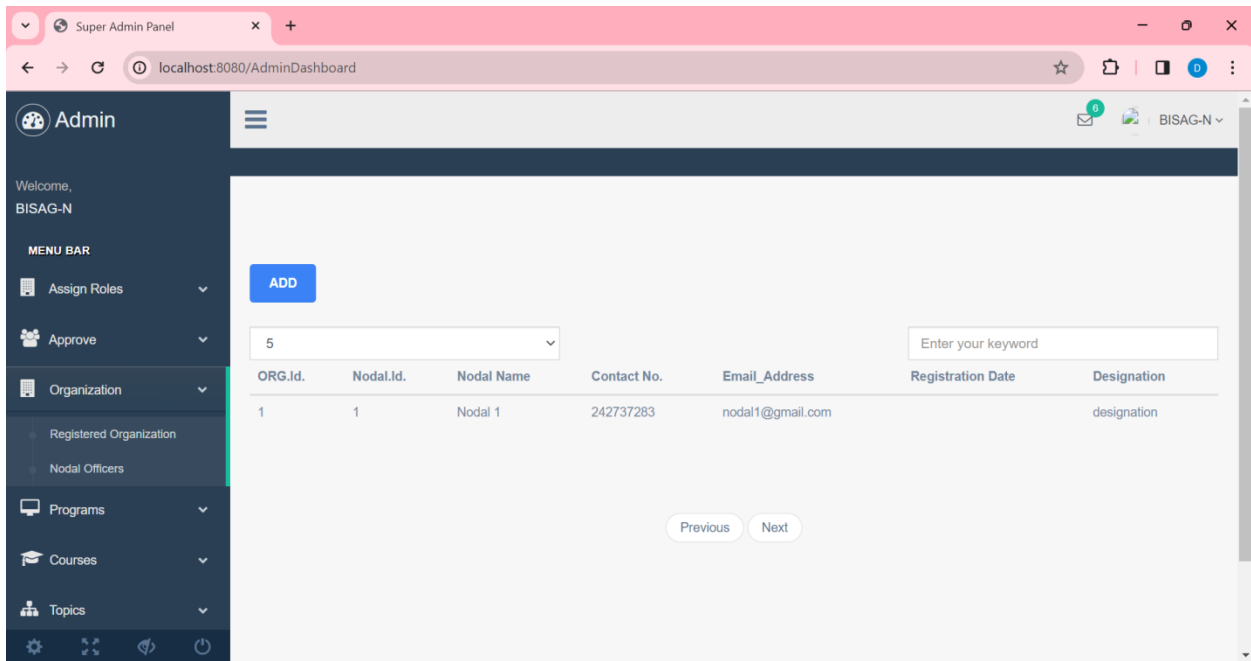 Super Admin Panel
localhost:8080/AdminDashboard
D
Admin
6
BISAG-N
Welcome,
BISAG-N
MENU BAR
Assign Roles
Approve
Organization
Registered Organization
Nodal Officers
Programs
Courses
Topics
ADD
5
Enter your keyword
ORG.Id. Nodal.Id. Nodal Name Contact No. Email_Address Registration Date Designation
1 1 Nodal 1 242737283 nodal1@gmail.com designation
Previous Next